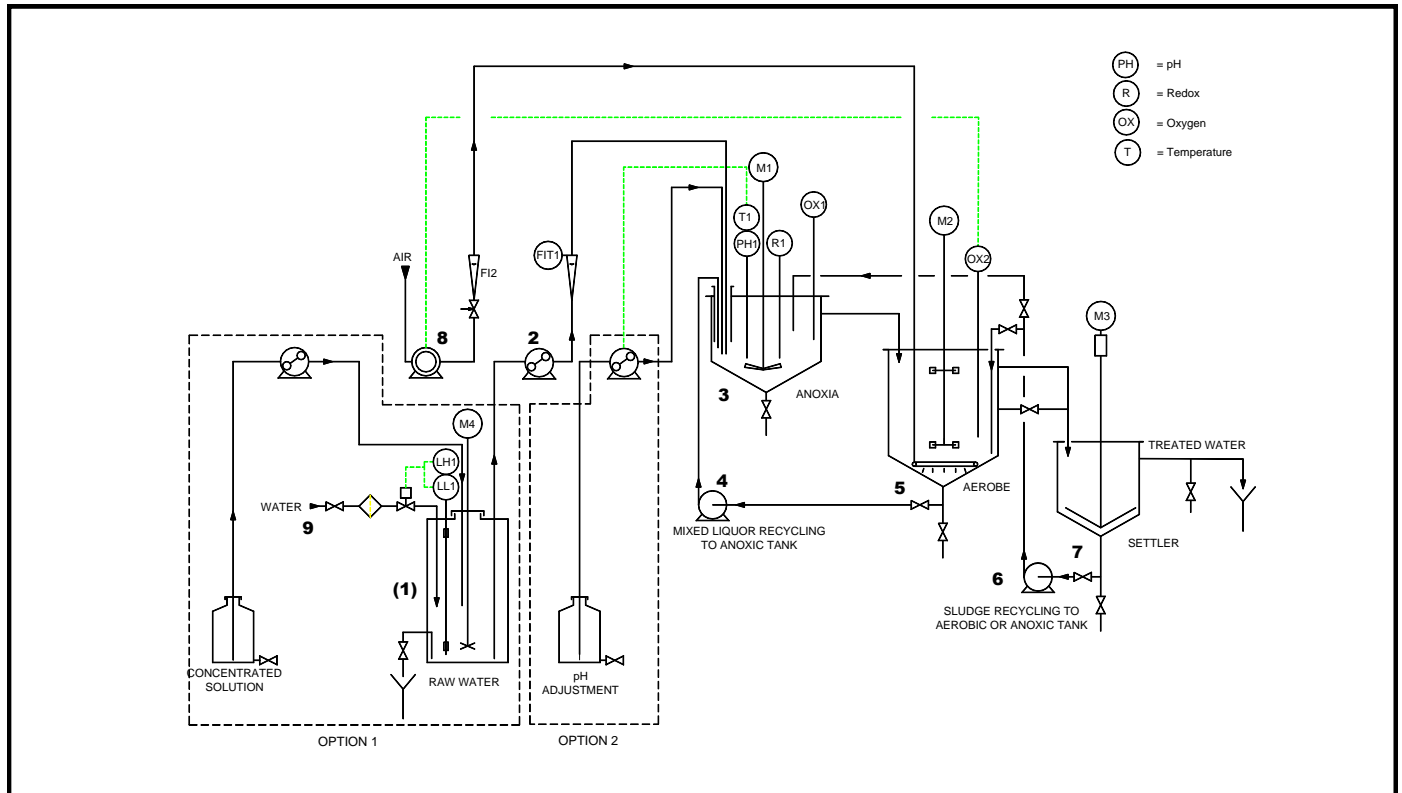 PH = pH
R = Redox
OX = Oxygen
T = Temperature
M1
OX1
T1
M2
FIT1
PH1
R1
AIR
OX2
FI2
M3
8
2
3
ANOXIA
M4
TREATED WATER
LH1
LL1
4
5
AEROBE
WATER
9
MIXED LIQUOR RECYCLING
TO ANOXIC TANK
SETTLER
7
6
(1)
SLUDGE RECYCLING TO
AEROBIC OR ANOXIC TANK
CONCENTRATED
SOLUTION
RAW WATER
pH
ADJUSTMENT
OPTION 1
OPTION 2